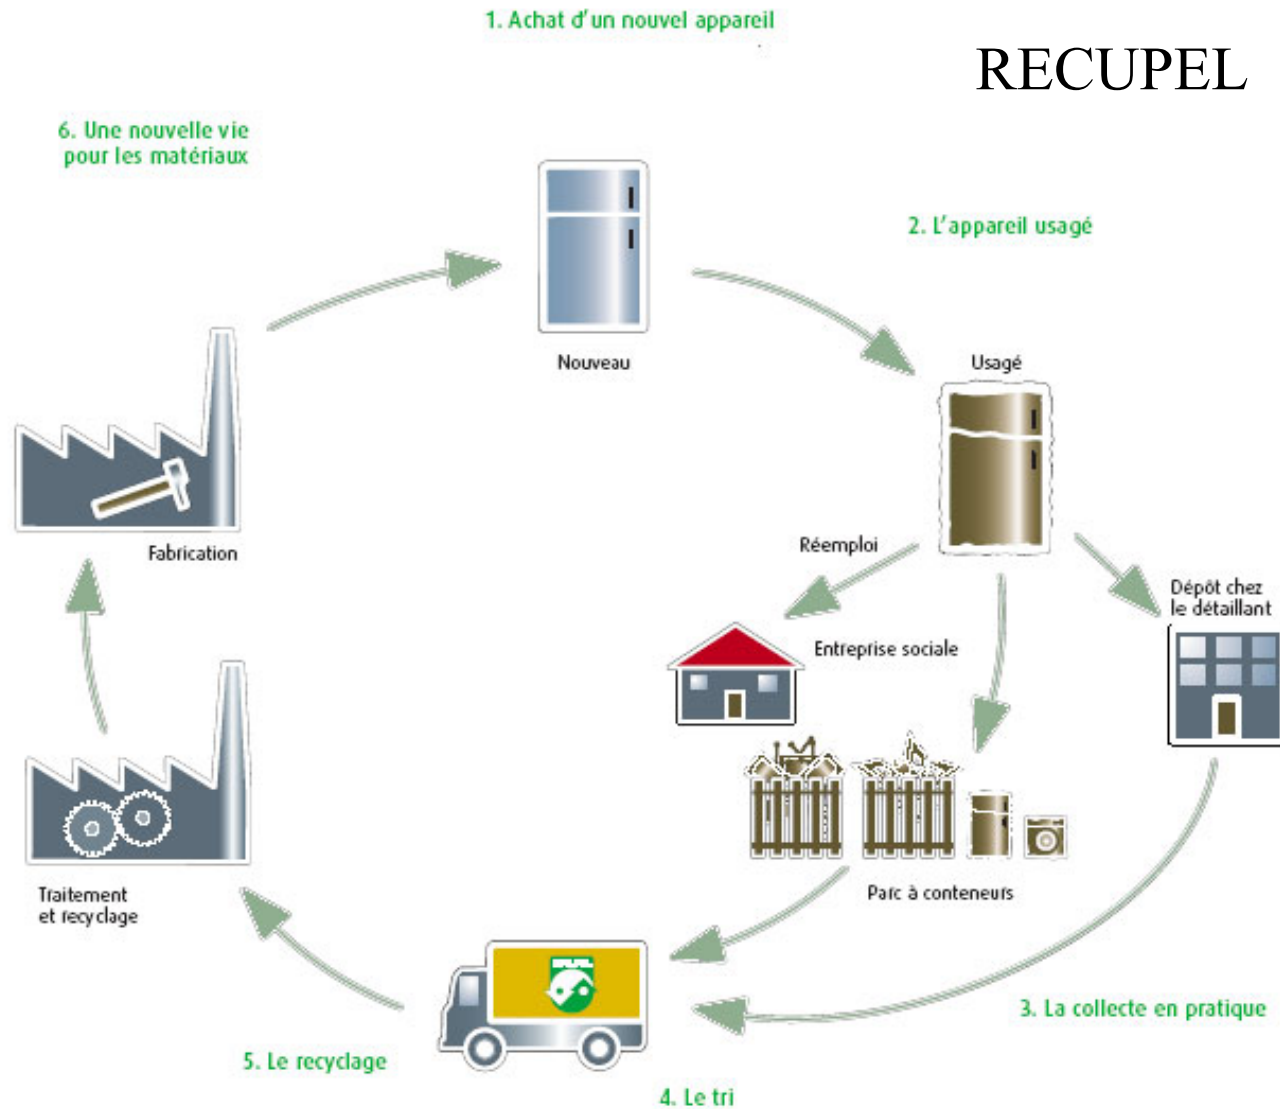 1. Achat d'un nouvel appareil
RECUPEL
6. Une nouvelle vie
pour les matériaux
2. L'appareil usagé
Nouveau
Usagé
Fabrication
Réemploi
Dépôt chez
le détaillant
Entreprise sociale
Traitement
et recyclage
Parc à conteneurs
3. La collecte en pratique
5. Le recyclage
4. Le tri